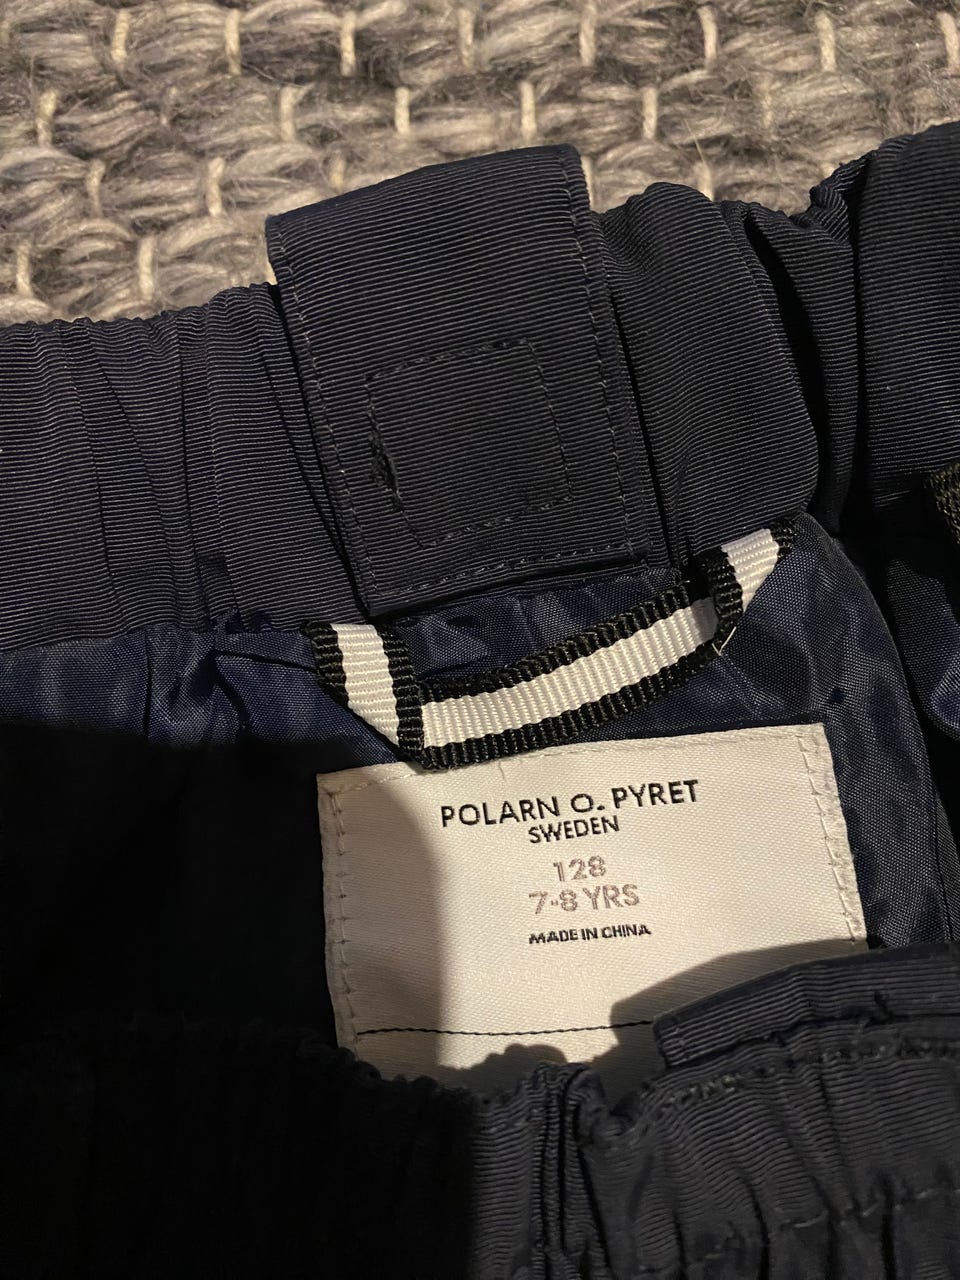 POLARN O. PYRET
SWEDEN
128
7-8 YRS
MADE IN CHINA